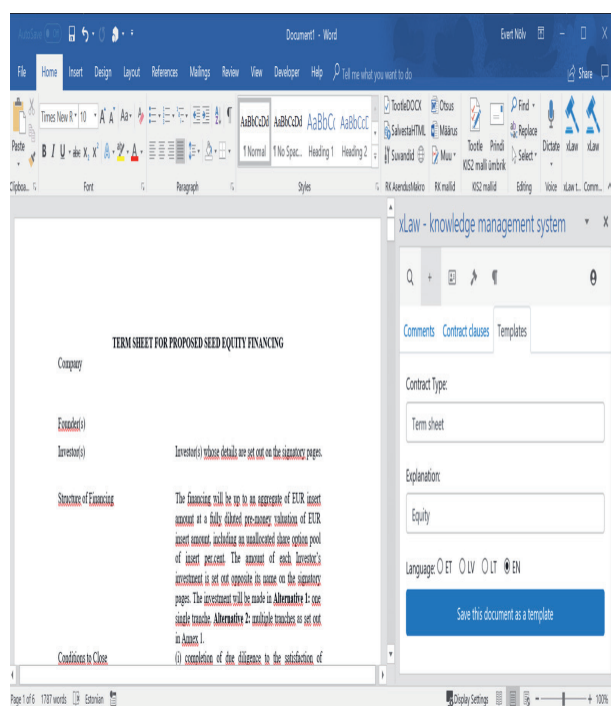 AutoSave
Document1 - Word
Evert Nõlv
File Home Insert Design Layout References Mailings Review View Developer Help Tell me what you want to do
Share
Times New R 10
TootleDOCX Otsus
Find
AaBbCcDd AaBbCcDd AaBbCc AaBbCcD
SalvestaHTML Määrus
Replace
Paste
1 Normal 1 No Spac... Heading 1 Heading 2
Suvandid Muu
Tootle KIS2 malli Prindi ümbrik
Select
Dictate xLaw xLaw
Clipboa... Font Paragraph Styles RK AsendusMakro RK mallid KIS2 mallid Editing Voice xLaw t... Comm...
xLaw - knowledge management system
Comments Contract clauses Templates
Contract Type:
Term sheet
Explanation:
Equity
Language: ET LV LT EN
Save this document as a template
TERM SHEET FOR PROPOSED SEED EQUITY FINANCING
Company
Founder(s)
Investor(s) Investor(s) whose details are set out on the signatory pages.
Structure of Financing The financing will be up to an aggregate of EUR insert
amount at a fully diluted pre-money valuation of EUR
insert amount, including an unallocated share option pool
of insert per.cent. The amount of each Investor's
investment is set out opposite its name on the signatory
pages. The investment will be made in Alternative 1: one
single tranche. Alternative 2: multiple tranches as set out
in Annex 1.
Conditions to Close (i) completion of due diligence to the satisfaction of
Page 1 of 6 1787 words Estonian
Display Settings
100%